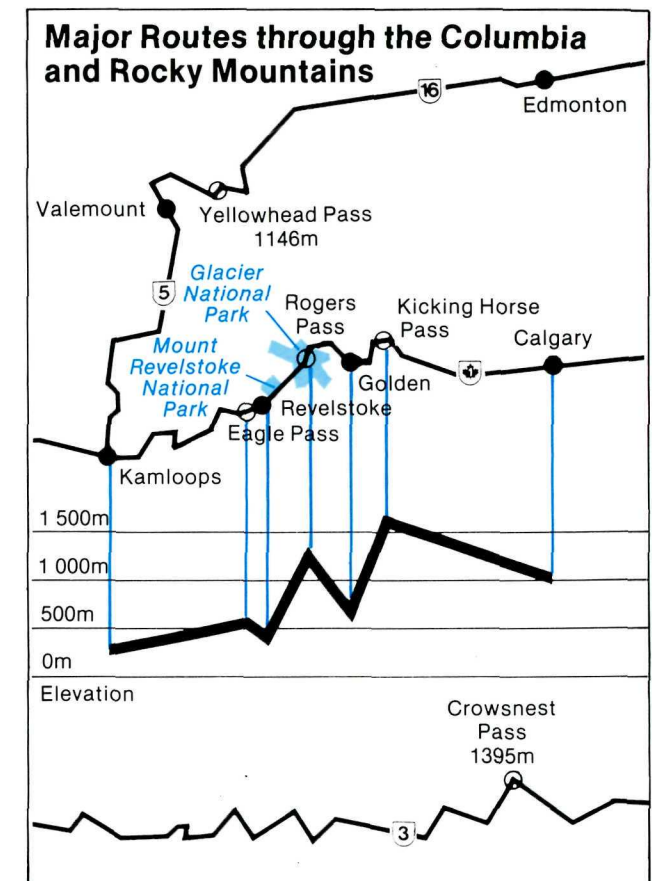 Major Routes through the Columbia
and Rocky Mountains
16
Edmonton
Valemount
Yellowhead Pass
1146m
Glacier
National
Park
5
Rogers
Pass
Kicking Horse
Pass
Calgary
Mount
Revelstoke
National
Park
1
Golden
Revelstoke
Eagle Pass
Kamloops
1 500m
1 000m
500m
0m
Elevation
Crowsnest
Pass
1395m
3